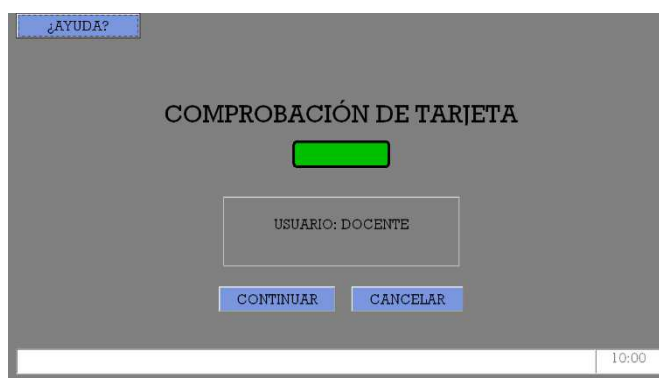 ¿AYUDA?
COMPROBACIÓN DE TARJETA
USUARIO: DOCENTE
CONTINUAR CANCELAR
10:00